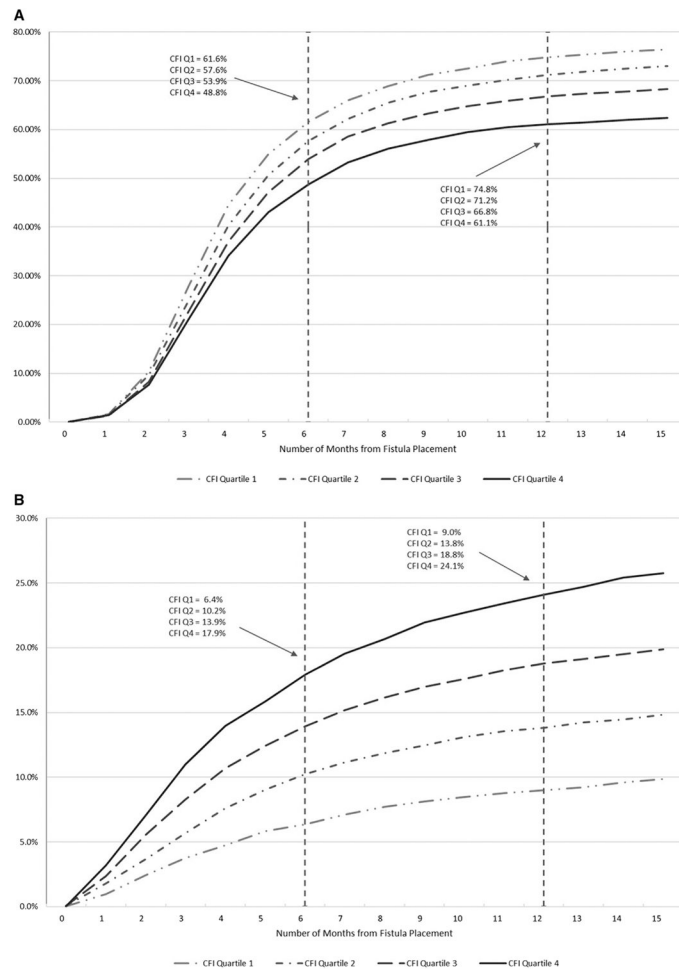 A
80.00%
70.00%
60.00%
50.00%
40.00%
30.00%
20.00%
10.00%
0.00%
CFI Q1 = 61.6%
CFI Q2 = 57.6%
CFI Q3 = 53.9%
CFI Q4 = 48.8%
CFI Q1 = 74.8%
CFI Q2 = 71.2%
CFI Q3 = 66.8%
CFI Q4 = 61.1%
0 1 2 3 4 5 6 7 8 9 10 11 12 13 14 15
Number of Months from Fistula Placement
CFI Quartile 1 CFI Quartile 2 CFI Quartile 3 CFI Quartile 4
B
30.0%
25.0%
20.0%
15.0%
10.0%
5.0%
0.0%
CFI Q1 = 9.0%
CFI Q2 = 13.8%
CFI Q3 = 18.8%
CFI Q4 = 24.1%
CFI Q1 = 6.4%
CFI Q2 = 10.2%
CFI Q3 = 13.9%
CFI Q4 = 17.9%
0 1 2 3 4 5 6 7 8 9 10 11 12 13 14 15
Number of Months from Fistula Placement
CFI Quartile 1 CFI Quartile 2 CFI Quartile 3 CFI Quartile 4